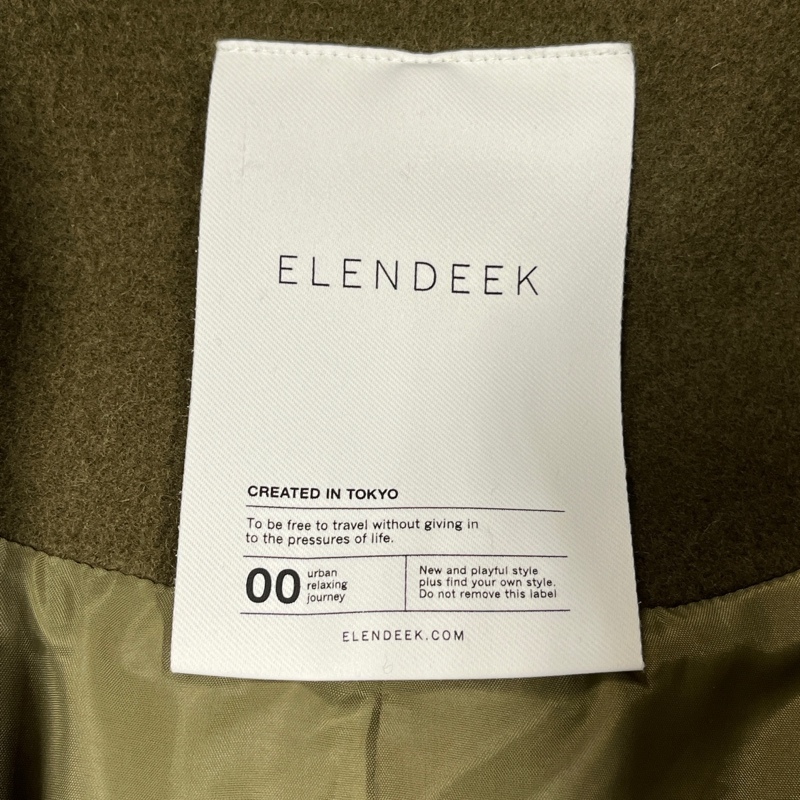 ELENDEEK
CREATED IN TOKYO
To be free to travel without giving in
to the pressures of life.
00
urban
relaxing
journey
New and playful style
plus find your own style.
Do not remove this label
ELENDEEK.COM